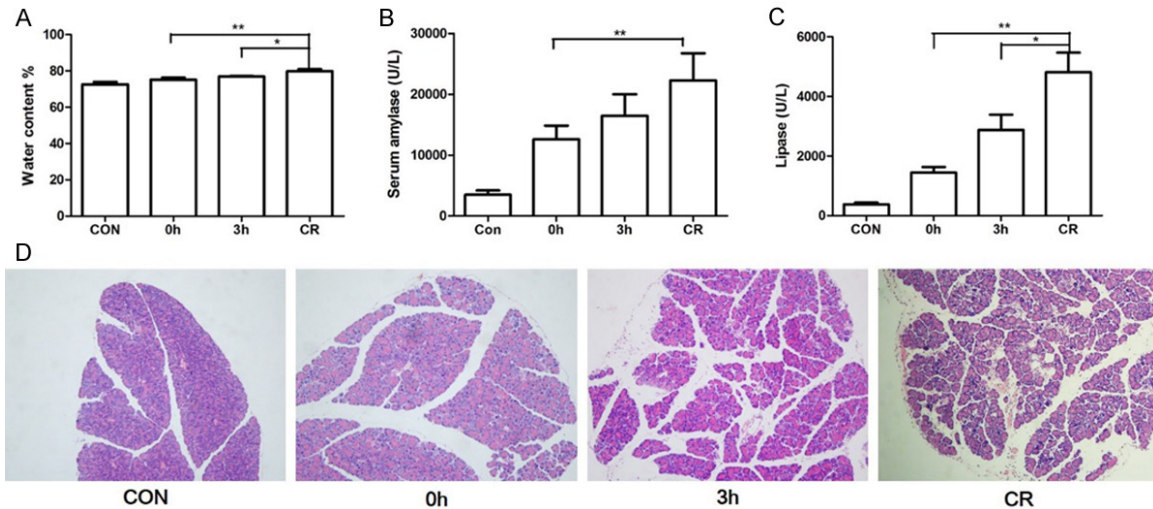 A
Water content %
100
80
60
40
20
0
**
*
CON 0h 3h CR
B
Serum amylase (U/L)
30000
20000
10000
0
**
Con 0h 3h CR
C
Lipase (U/L)
6000
4000
2000
0
**
*
CON 0h 3h CR
D
CON 0h 3h CR